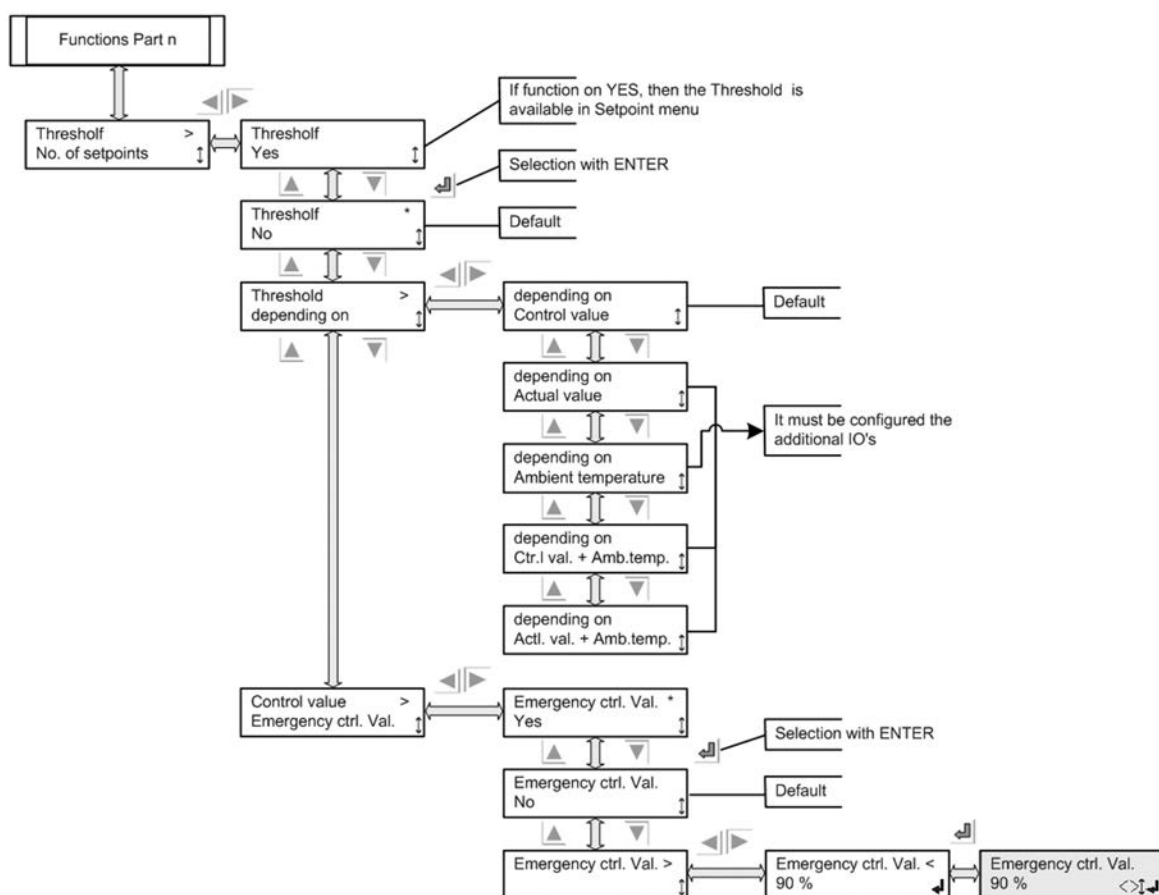 Functions Part n
If function on YES, then the Threshold is
available in Setpoint menu
Thresholf >
No. of setpoints
Thresholf
Yes
Selection with ENTER
Thresholf *
No
Default
Threshold >
depending on
depending on
Control value
Default
depending on
Actual value
It must be configured the
additional IO's
depending on
Ambient temperature
depending on
Ctr.l val. + Amb.temp.
depending on
Actl. val. + Amb.temp.
Control value >
Emergency ctrl. Val.
Emergency ctrl. Val. *
Yes
Selection with ENTER
Emergency ctrl. Val.
No
Default
Emergency ctrl. Val. >
Emergency ctrl. Val. <
90 %
Emergency ctrl. Val.
90 % <>